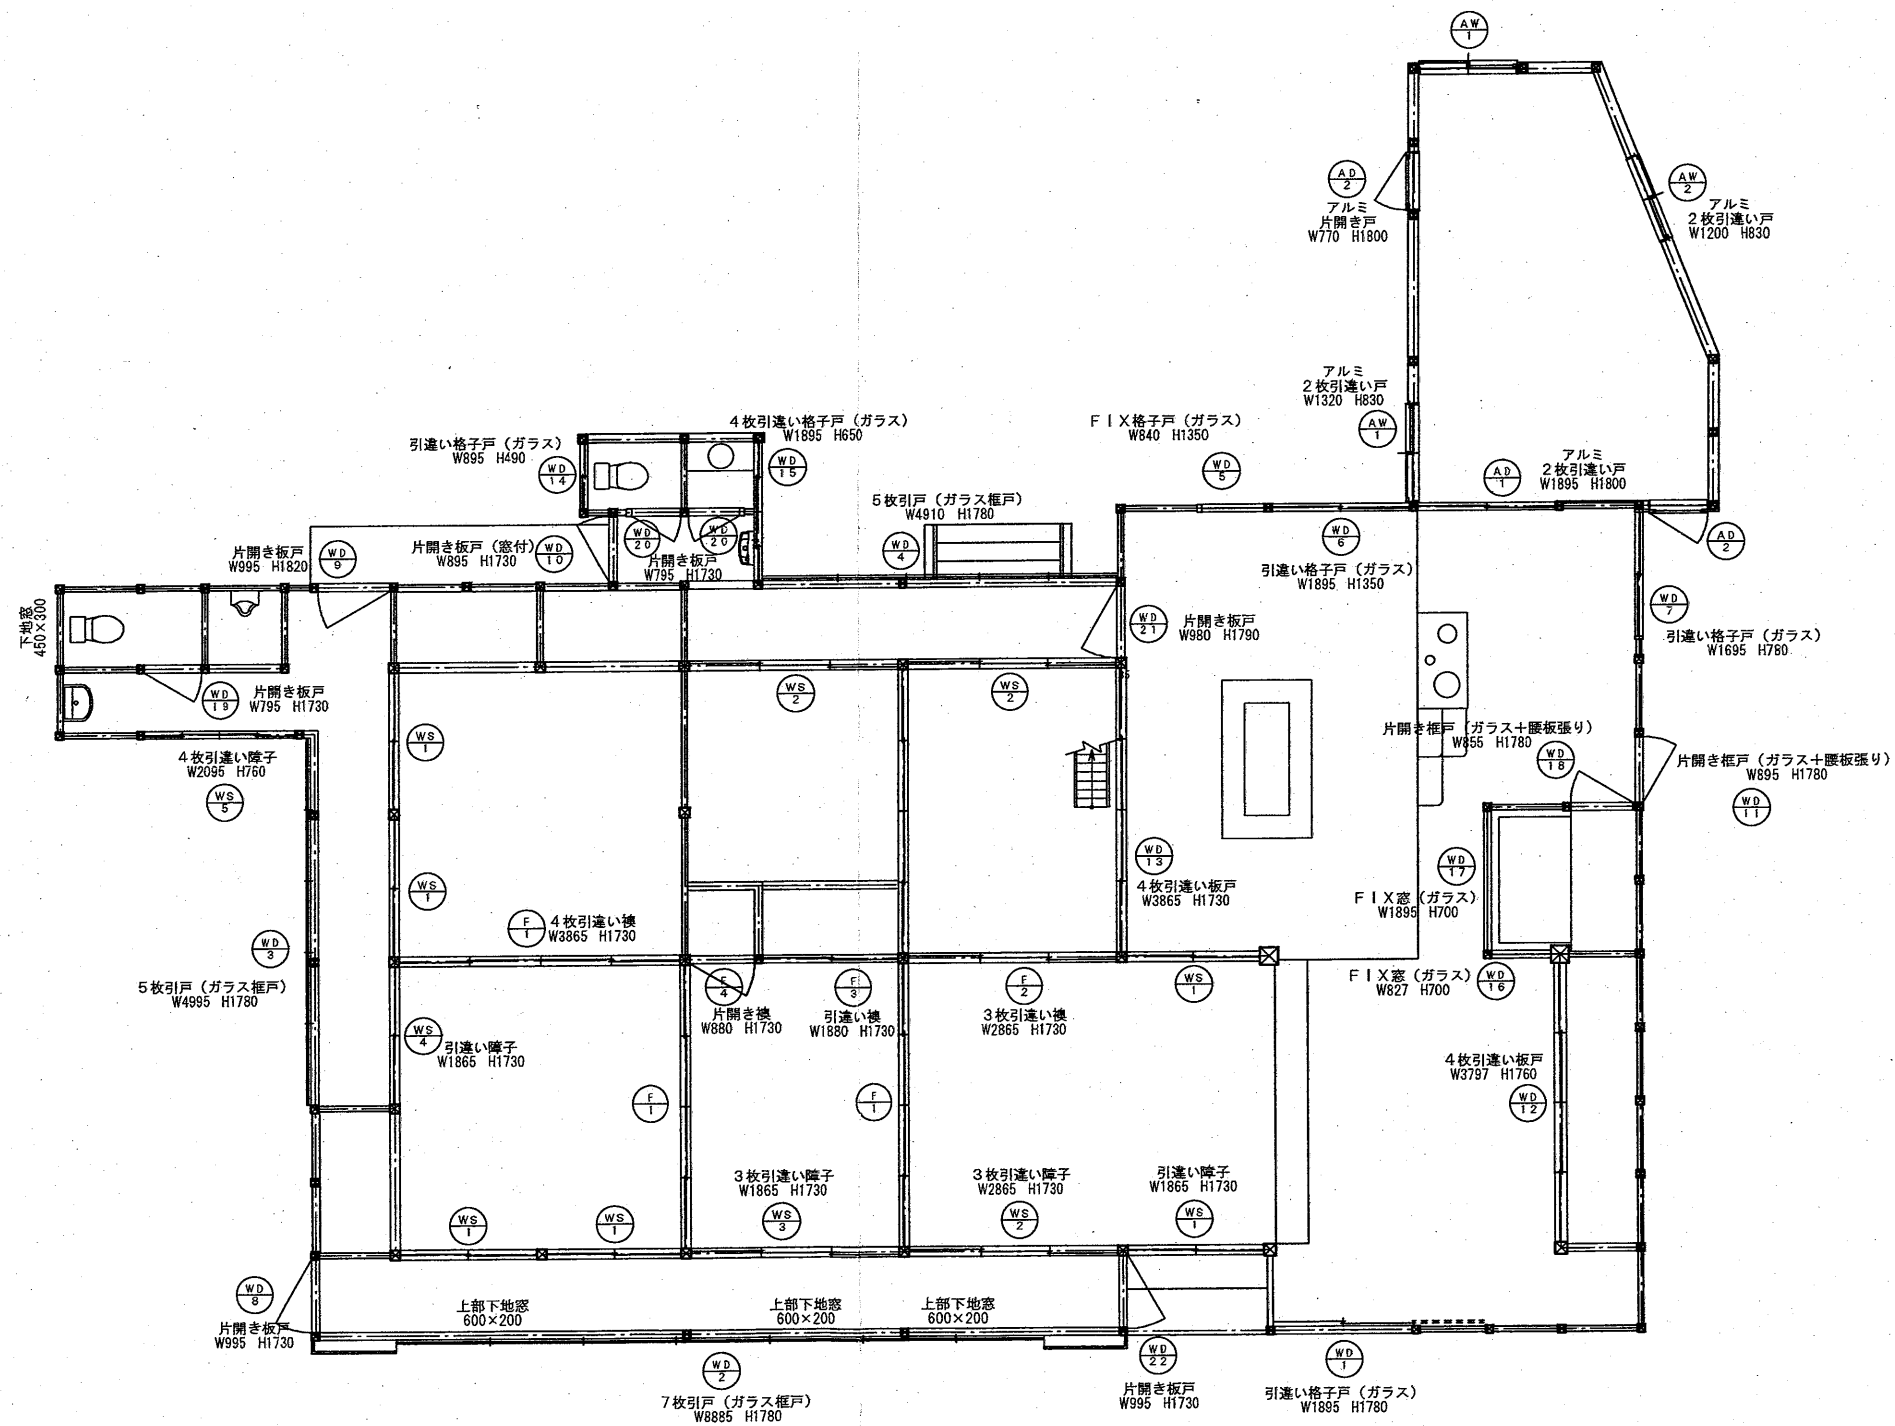 AW
1
AD
2
アルミ
片開き戸
W770 H1800
AW
2
アルミ
２枚引違い戸
W1200 H830
アルミ
２枚引違い戸
W1320 H830
AW
1
４枚引違い格子戸（ガラス）
W1895 H650
WD
15
引違い格子戸（ガラス）
W895 H490
WD
14
ＦＩＸ格子戸（ガラス）
W840 H1350
WD
5
AD
1
アルミ
２枚引違い戸
W1895 H1800
５枚引戸（ガラス框戸）
W4910 H1780
WD
4
WD
6
引違い格子戸（ガラス）
W1895 H1350
AD
2
片開き板戸
W995 H1820
WD
9
片開き板戸（窓付）
W895 H1730
WD
10
WD
20
WD
20
片開き板戸
W795 H1730
下地窓
450×300
WD
21
片開き板戸
W980 H1790
WD
7
引違い格子戸（ガラス）
W1695 H780
WD
19
片開き板戸
W795 H1730
WS
2
WS
2
WS
1
４枚引違い障子
W2095 H760
WS
5
片開き框戸（ガラス＋腰板張り）
W855 H1780
WD
18
片開き框戸（ガラス＋腰板張り）
W895 H1780
WD
11
WD
13
４枚引違い板戸
W3865 H1730
WD
17
ＦＩＸ窓（ガラス）
W1895 H700
WS
1
F
1
４枚引違い襖
W3865 H1730
WD
3
５枚引戸（ガラス框戸）
W4995 H1780
F
4
片開き襖
W880 H1730
F
3
引違い襖
W1880 H1730
F
2
３枚引違い襖
W2865 H1730
WS
1
ＦＩＸ窓（ガラス）
W827 H700
WD
16
WS
4
引違い障子
W1865 H1730
F
1
F
1
４枚引違い板戸
W3797 H1760
WD
12
３枚引違い障子
W1865 H1730
WS
3
３枚引違い障子
W2865 H1730
WS
2
引違い障子
W1865 H1730
WS
1
WS
1
WS
1
WD
8
片開き板戸
W995 H1730
上部下地窓
600×200
上部下地窓
600×200
上部下地窓
600×200
WD
2
７枚引戸（ガラス框戸）
W8885 H1780
WD
22
片開き板戸
W995 H1730
WD
1
引違い格子戸（ガラス）
W1895 H1780